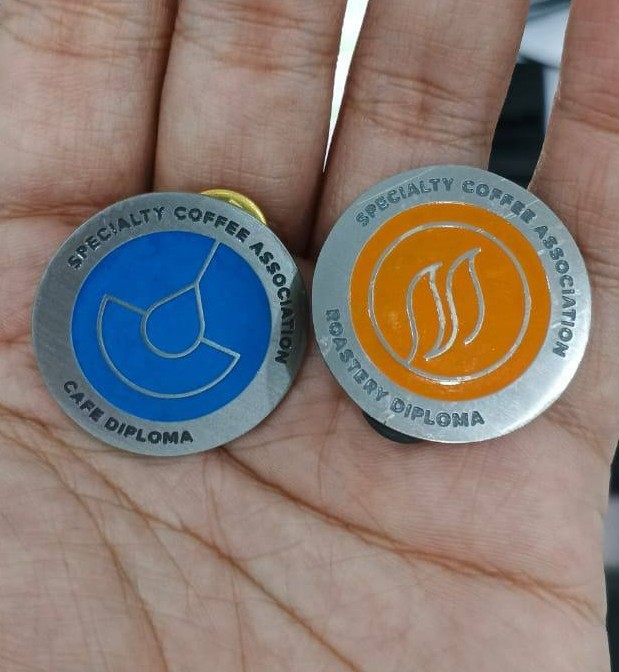 SPECIALTY COFFEE ASSOCIATION
CAFE DIPLOMA
SPECIALTY COFFEE ASSOCIATION
ROASTERY DIPLOMA